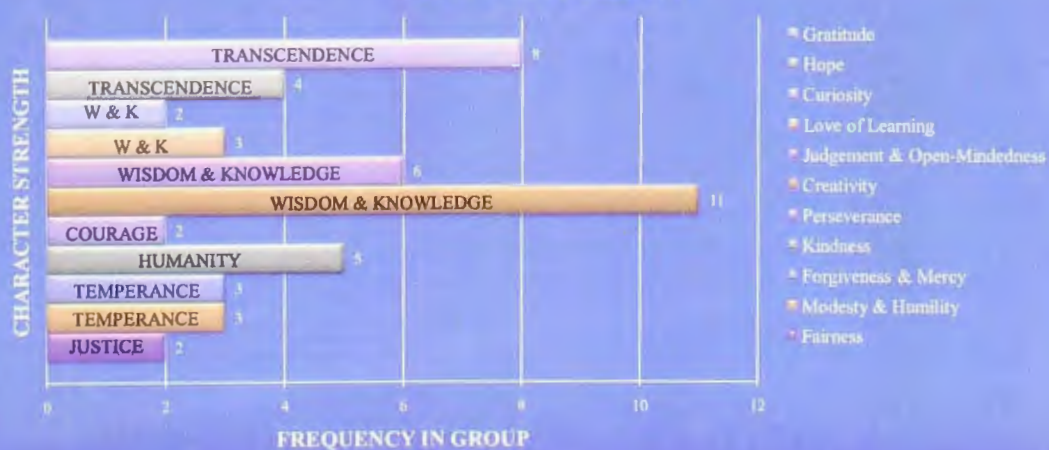 CHARACTER STRENGTH
TRANSCENDENCE 8
TRANSCENDENCE 4
W & K 2
W & K 3
WISDOM & KNOWLEDGE 6
WISDOM & KNOWLEDGE 11
COURAGE 2
HUMANITY 5
TEMPERANCE 3
TEMPERANCE 3
JUSTICE 2
0 2 4 6 8 10 12
FREQUENCY IN GROUP
Gratitude
Hope
Curiosity
Love of Learning
Judgement & Open-Mindedness
Creativity
Perseverance
Kindness
Forgiveness & Mercy
Modesty & Humility
Fairness